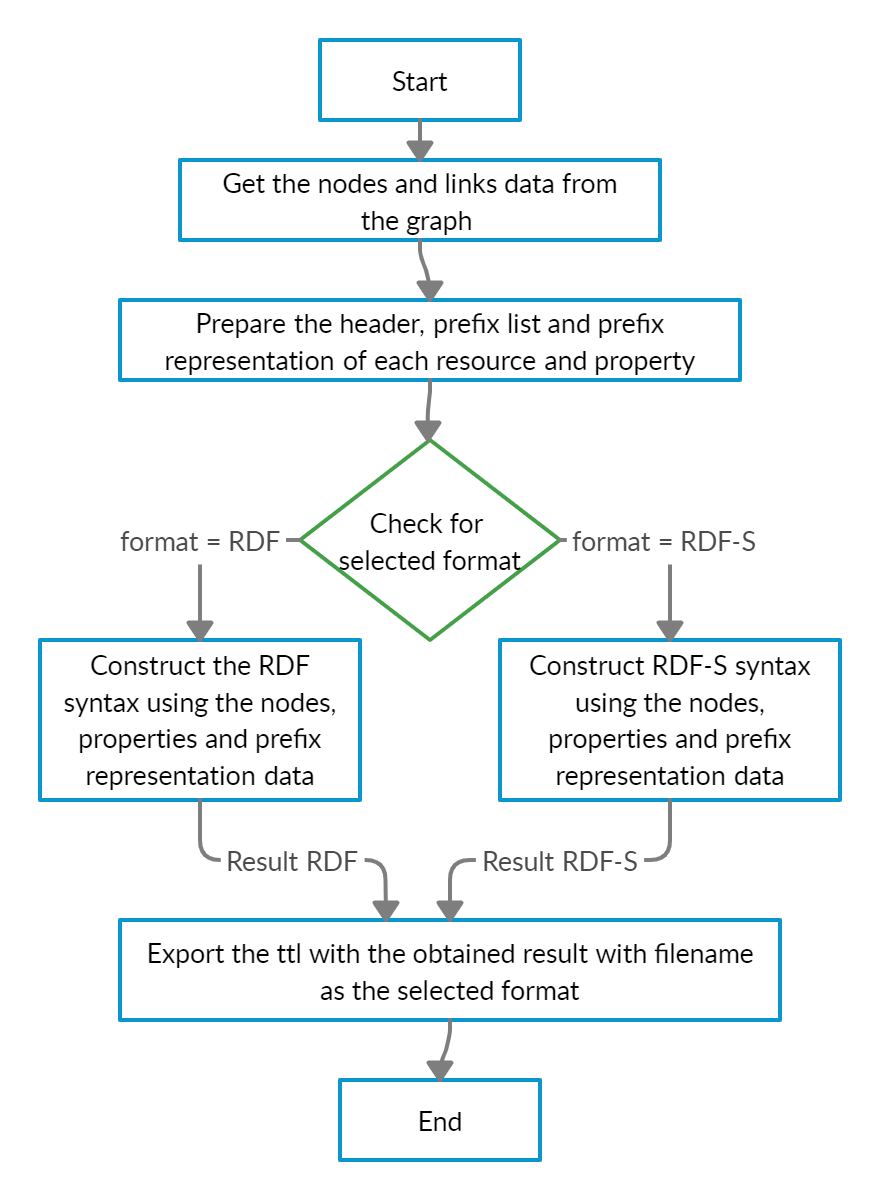 Start
Get the nodes and links data from
the graph
Prepare the header, prefix list and prefix
representation of each resource and property
Check for
selected format
format = RDF
format = RDF-S
Construct the RDF
syntax using the nodes,
properties and prefix
representation data
Construct RDF-S syntax
using the nodes,
properties and prefix
representation data
Result RDF
Result RDF-S
Export the ttl with the obtained result with filename
as the selected format
End